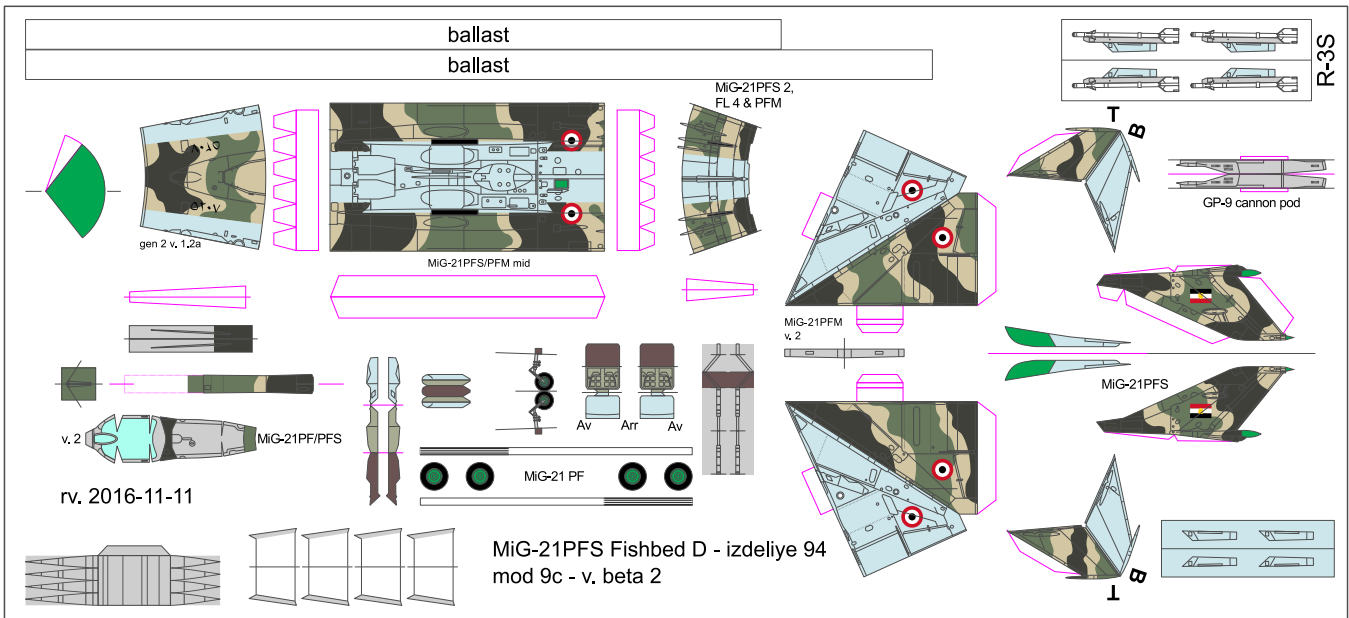 ballast
ballast
R-3S
MiG-21PFS 2,
FL 4 & PFM
T
B
٥٢٠٧
٥٢٠٧
gen 2 v. 1.2a
GP-9 cannon pod
MiG-21PFS/PFM mid
MiG-21PFM
v. 2
MiG-21PFS
v. 2
MiG-21PF/PFS
Av
Arr
Av
MiG-21 PF
rv. 2016-11-11
MiG-21PFS Fishbed D - izdeliye 94
mod 9c - v. beta 2
B
T